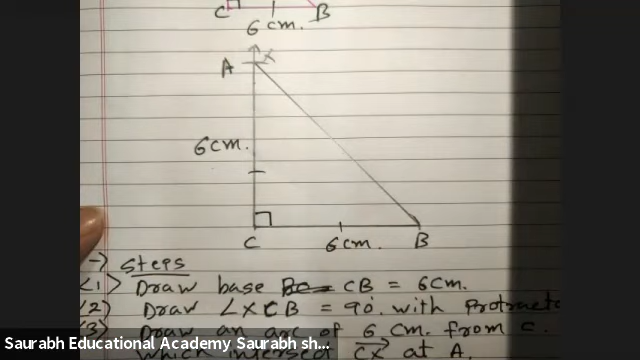 C B
6cm.
X
A
6cm.
C 6cm. B
Steps
<1> Draw base CB = 6cm.
<2> Draw ∠XCB = 90°. with Protracto
<3> Draw an arc of 6 cm. from C.
which intersed CX at A.
Saurabh Educational Academy Saurabh sh...